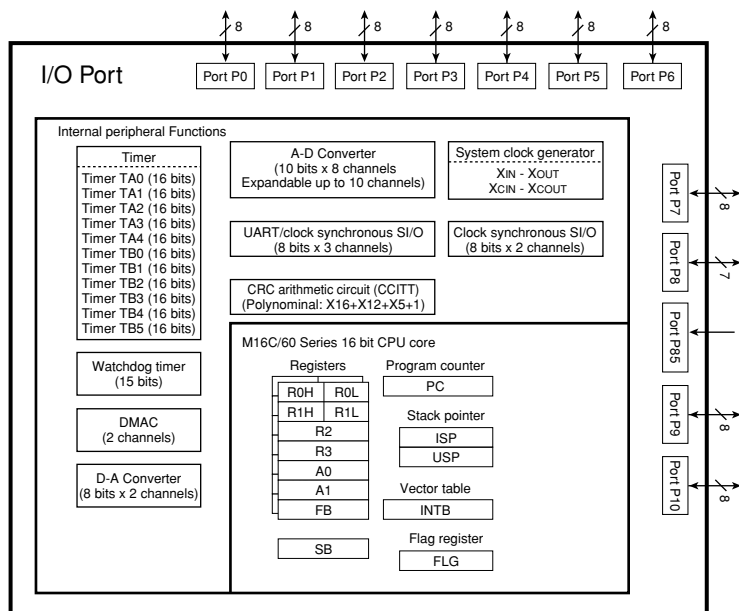 8 8 8 8 8 8 8
I/O Port
Port P0 Port P1 Port P2 Port P3 Port P4 Port P5 Port P6
Internal peripheral Functions
Timer
Timer TA0 (16 bits)
Timer TA1 (16 bits)
Timer TA2 (16 bits)
Timer TA3 (16 bits)
Timer TA4 (16 bits)
Timer TB0 (16 bits)
Timer TB1 (16 bits)
Timer TB2 (16 bits)
Timer TB3 (16 bits)
Timer TB4 (16 bits)
Timer TB5 (16 bits)
Watchdog timer
(15 bits)
DMAC
(2 channels)
D-A Converter
(8 bits x 2 channels)
A-D Converter
(10 bits x 8 channels
Expandable up to 10 channels)
System clock generator
XIN - XOUT
XCIN - XCOUT
UART/clock synchronous SI/O
(8 bits x 3 channels)
Clock synchronous SI/O
(8 bits x 2 channels)
CRC arithmetic circuit (CCITT)
(Polynominal: X16+X12+X5+1)
M16C/60 Series 16 bit CPU core
Registers
R0H R0L
R1H R1L
R2
R3
A0
A1
FB
SB
Program counter
PC
Stack pointer
ISP
USP
Vector table
INTB
Flag register
FLG
Port P7
8
Port P8
7
Port P85
Port P9
8
Port P10
8